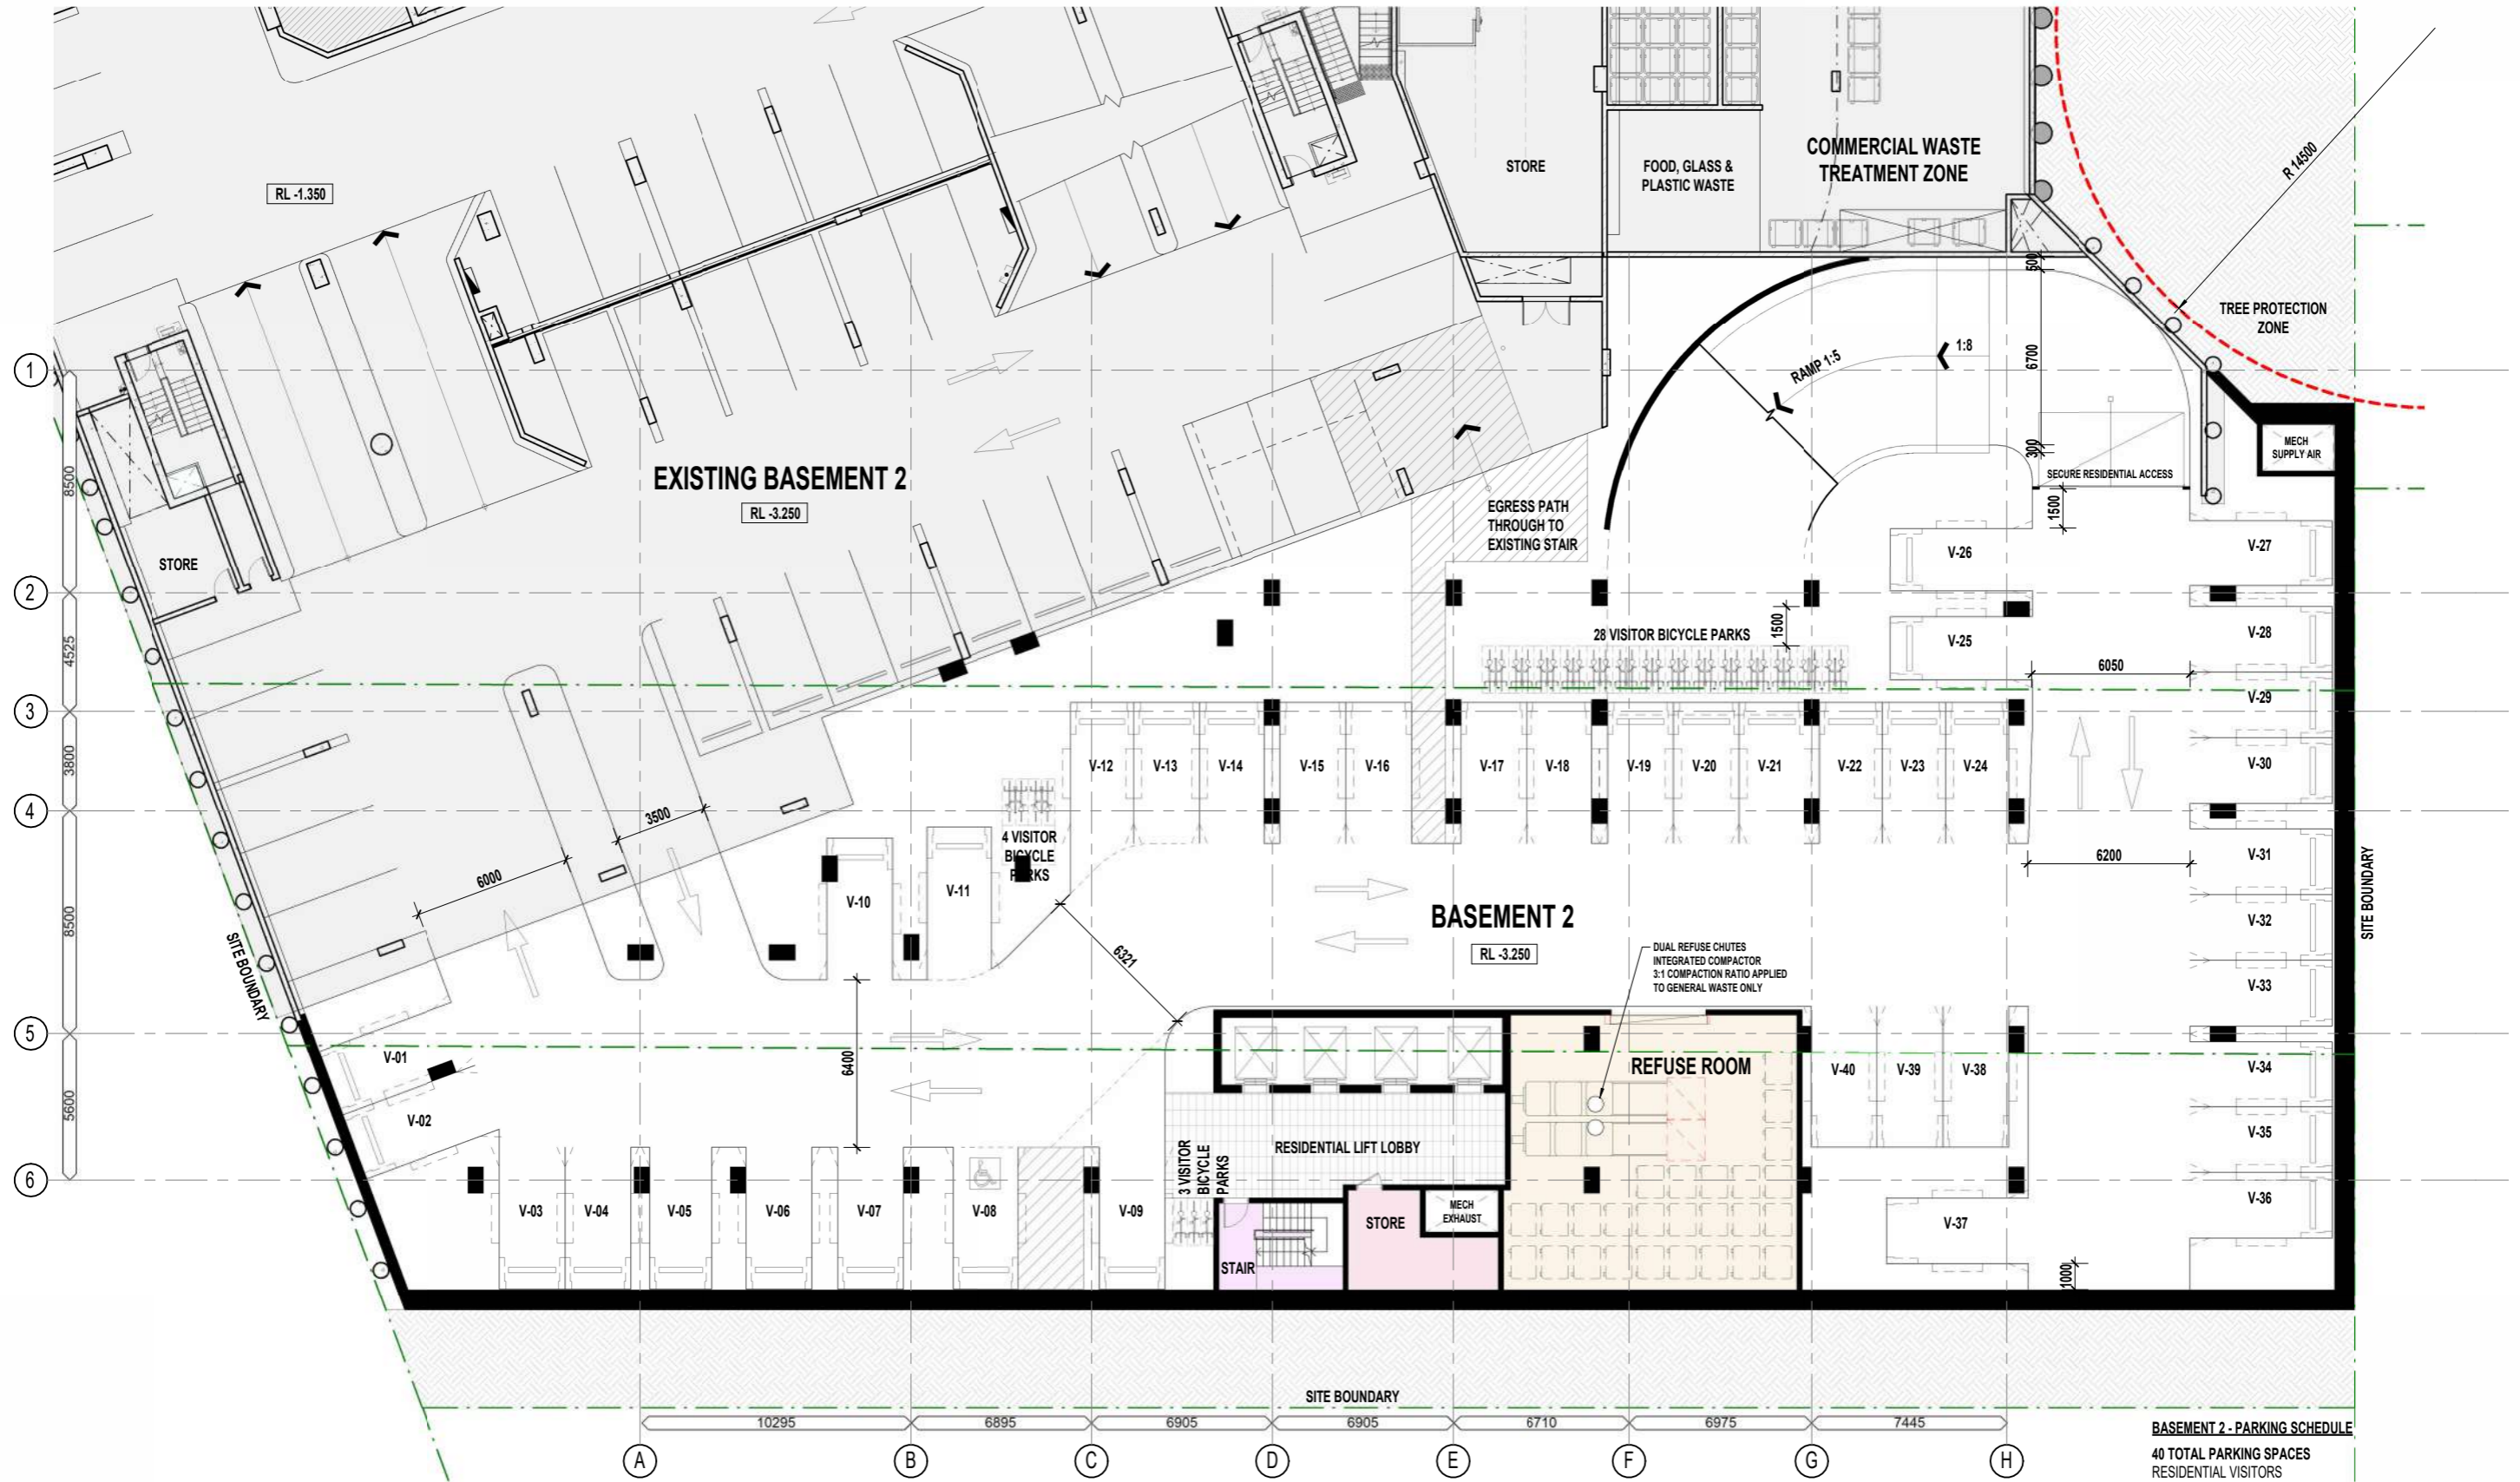 RL -1.350
STORE
FOOD, GLASS &
PLASTIC WASTE
COMMERCIAL WASTE
TREATMENT ZONE
R 14500
500
TREE PROTECTION
ZONE
1
RAMP 1:5
1:8
6700
300
MECH
SUPPLY AIR
SECURE RESIDENTIAL ACCESS
8500
EXISTING BASEMENT 2
RL -3.250
EGRESS PATH
THROUGH TO
EXISTING STAIR
1500
STORE
V-26
V-27
2
4525
28 VISITOR BICYCLE PARKS
1500
V-25
V-28
6050
V-29
3
3800
V-12
V-13
V-14
V-15
V-16
V-17
V-18
V-19
V-20
V-21
V-22
V-23
V-24
V-30
4
3500
4 VISITOR
BICYCLE
PARKS
6000
V-10
V-11
6200
V-31
8500
SITE BOUNDARY
BASEMENT 2
RL -3.250
DUAL REFUSE CHUTES
INTEGRATED COMPACTOR
3:1 COMPACTION RATIO APPLIED
TO GENERAL WASTE ONLY
SITE BOUNDARY
V-32
6321
V-33
5
V-01
6400
REFUSE ROOM
V-40
V-39
V-38
V-34
5600
V-02
RESIDENTIAL LIFT LOBBY
3 VISITOR
BICYCLE
PARKS
V-35
6
V-03
V-04
V-05
V-06
V-07
V-08
V-09
STORE
MECH
EXHAUST
V-37
V-36
STAIR
1000
SITE BOUNDARY
10295
6895
6905
6905
6710
6975
7445
A
B
C
D
E
F
G
H
BASEMENT 2 - PARKING SCHEDULE
40 TOTAL PARKING SPACES
RESIDENTIAL VISITORS